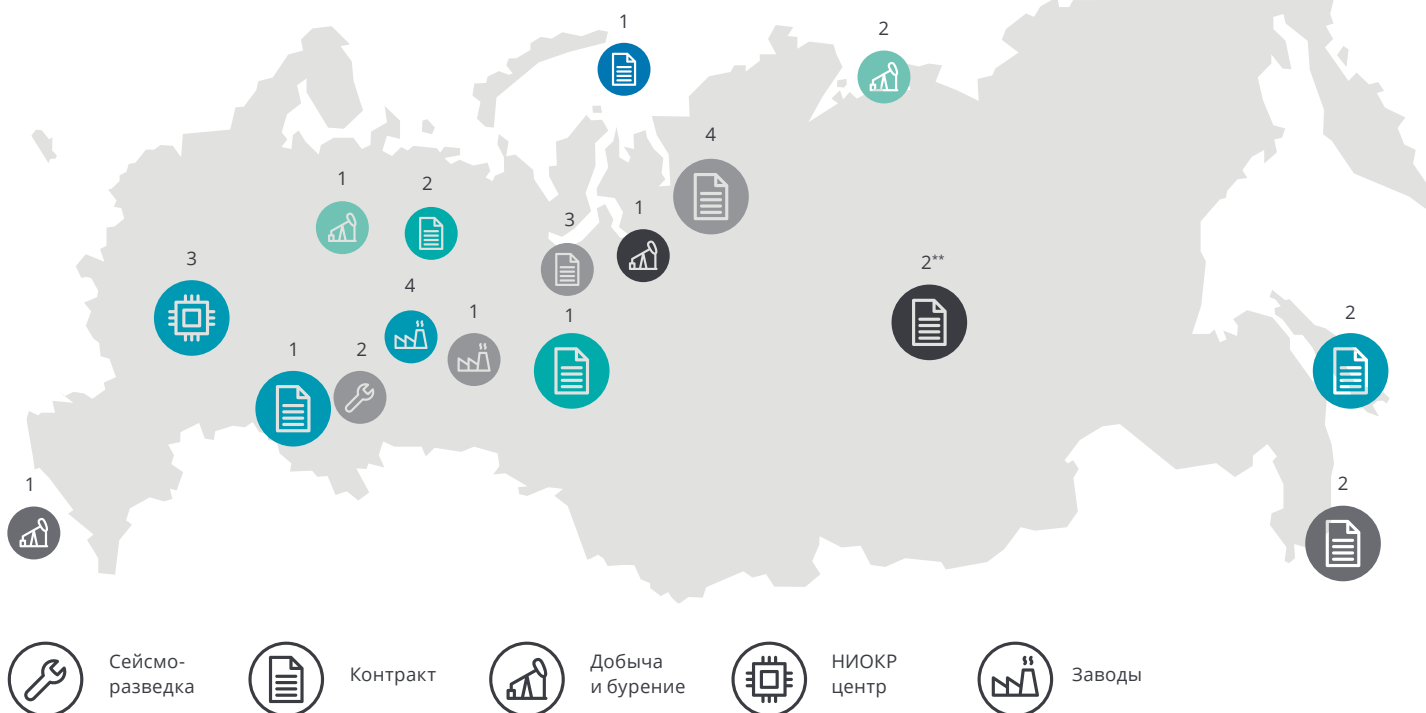 1
2
4
1
2
3
1
3
2**
4
1
1
2
1
2
1
2
Сейсмо-
разведка
Контракт
Добыча
и бурение
НИОКР
центр
Заводы